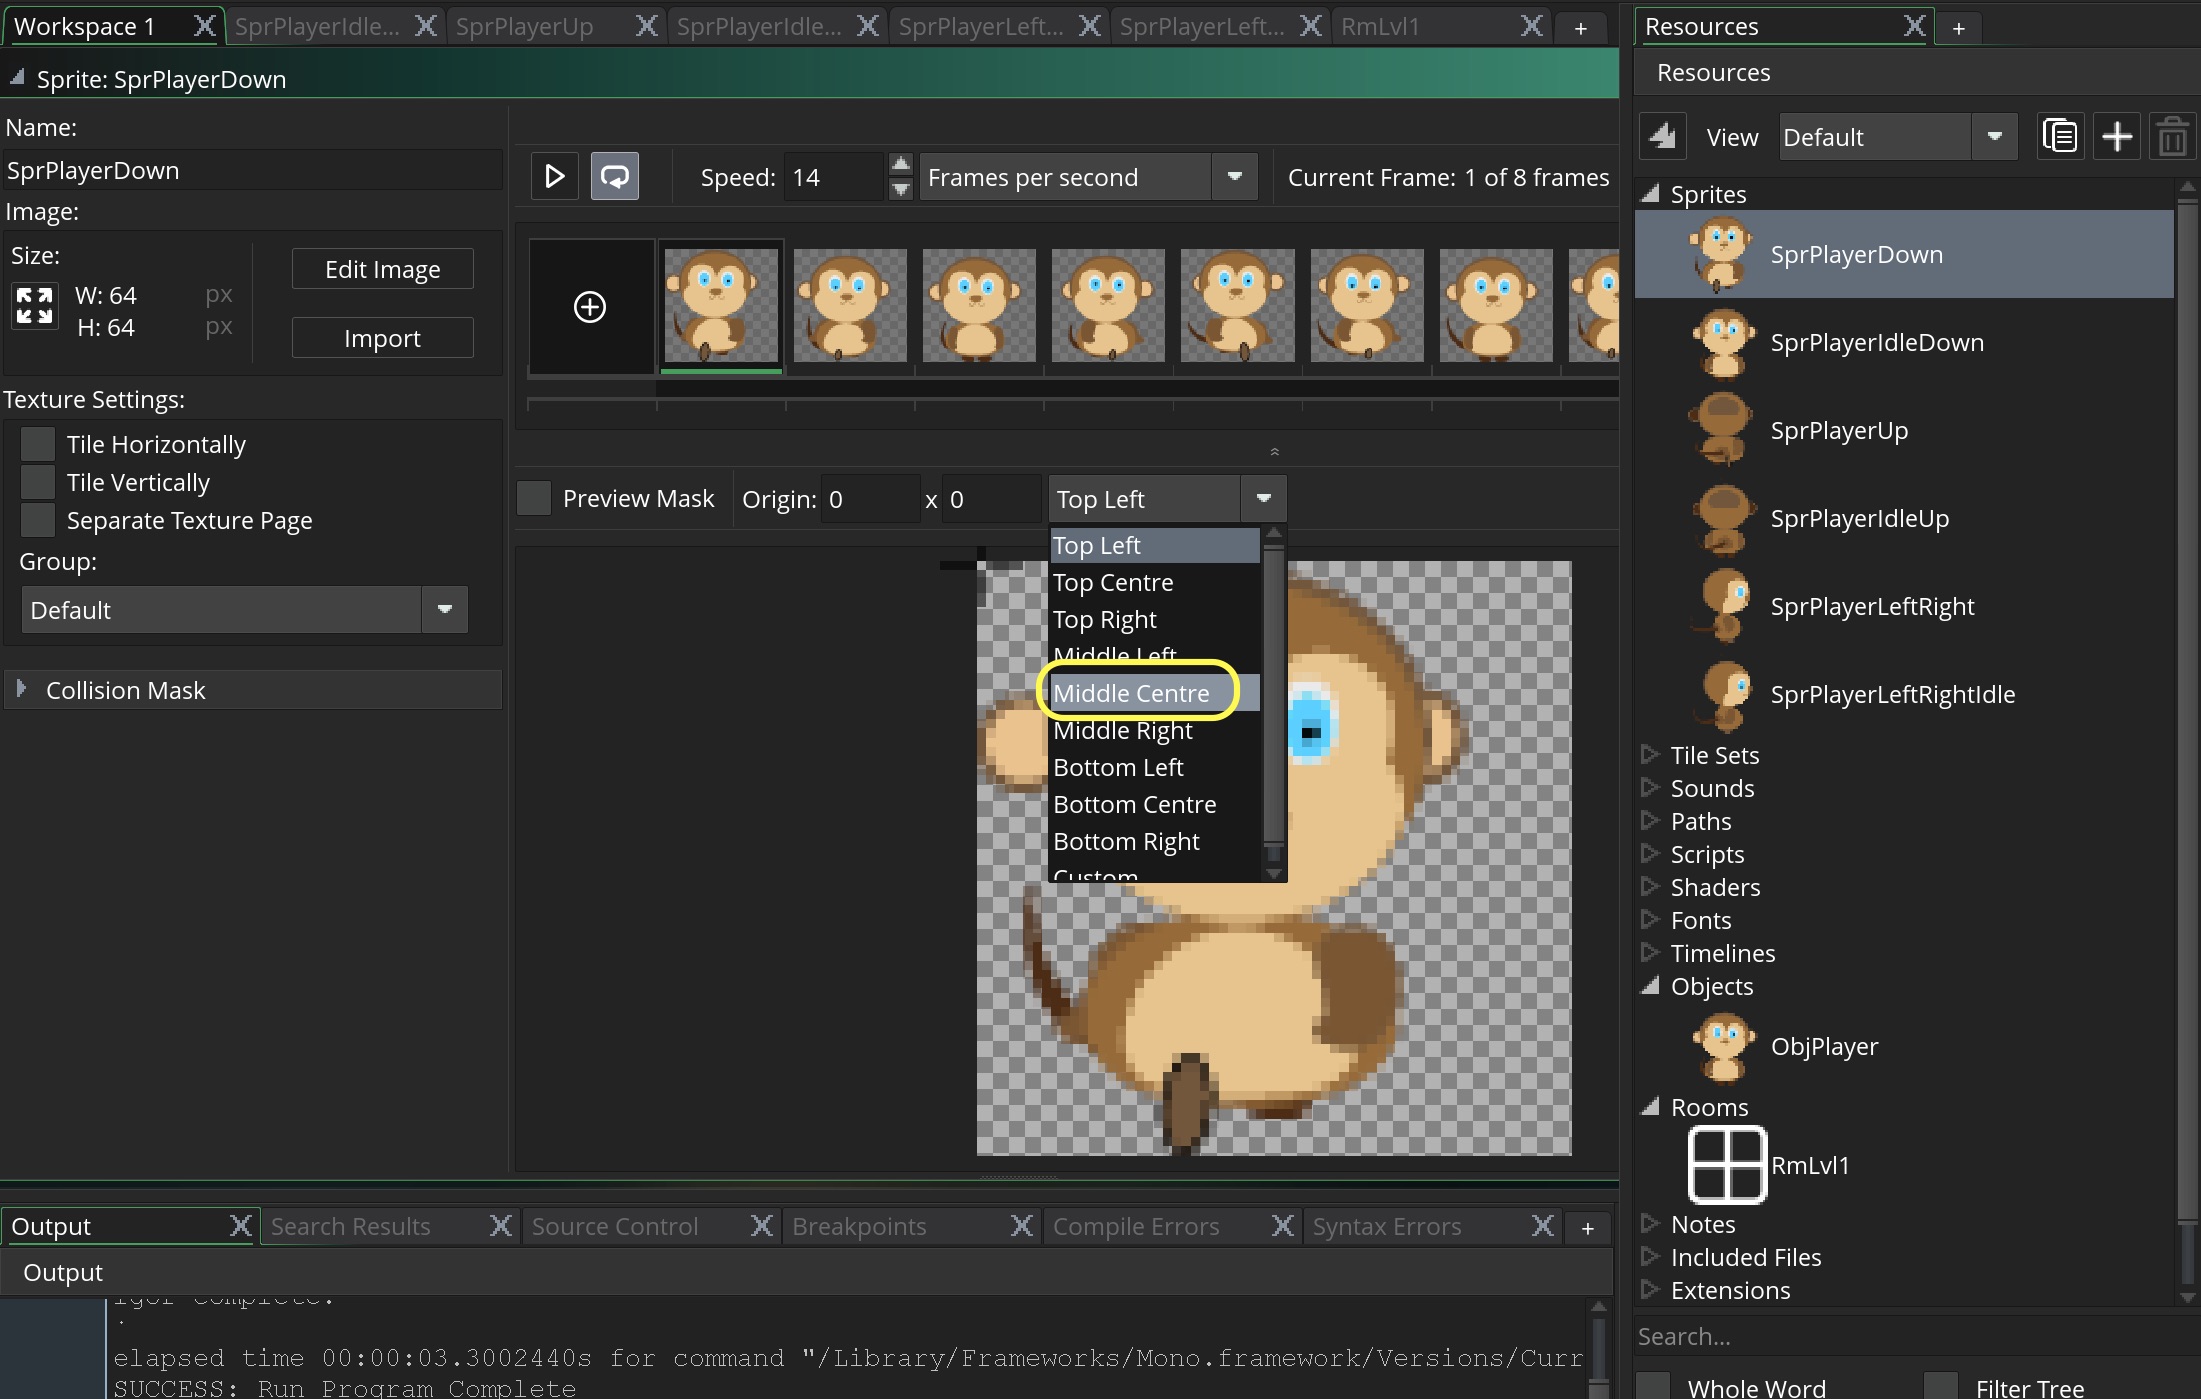 Workspace 1
SprPlayerIdle...
SprPlayerUp
SprPlayerIdle...
SprPlayerLeft...
SprPlayerLeft...
RmLvl1
Sprite: SprPlayerDown
Name:
SprPlayerDown
Image:
Size:
W: 64 px
H: 64 px
Edit Image
Import
Texture Settings:
Tile Horizontally
Tile Vertically
Separate Texture Page
Group:
Default
Collision Mask
Speed: 14
Frames per second
Current Frame: 1 of 8 frames
Preview Mask
Origin: 0 x 0
Top Left
Top Left
Top Centre
Top Right
Middle Left
Middle Centre
Middle Right
Bottom Left
Bottom Centre
Bottom Right
Custom
Output
Search Results
Source Control
Breakpoints
Compile Errors
Syntax Errors
Output
Igor complete.
elapsed time 00:00:03.3002440s for command "/Library/Frameworks/Mono.framework/Versions/Curr
SUCCESS: Run Program Complete
Resources
Resources
View Default
Sprites
SprPlayerDown
SprPlayerIdleDown
SprPlayerUp
SprPlayerIdleUp
SprPlayerLeftRight
SprPlayerLeftRightIdle
Tile Sets
Sounds
Paths
Scripts
Shaders
Fonts
Timelines
Objects
ObjPlayer
Rooms
RmLvl1
Notes
Included Files
Extensions
Search...
Whole Word
Filter Tree